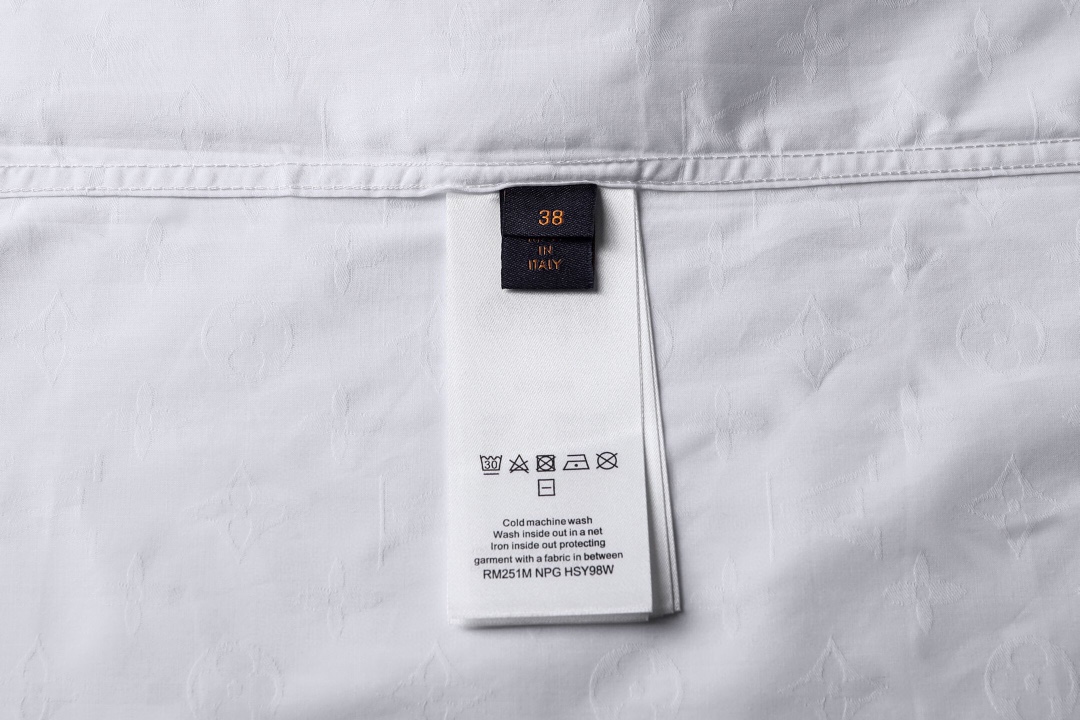 38
IN
ITALY
30
Cold machine wash
Wash inside out in a net
Iron inside out protecting
garment with a fabric in between
RM251M NPG HSY98W